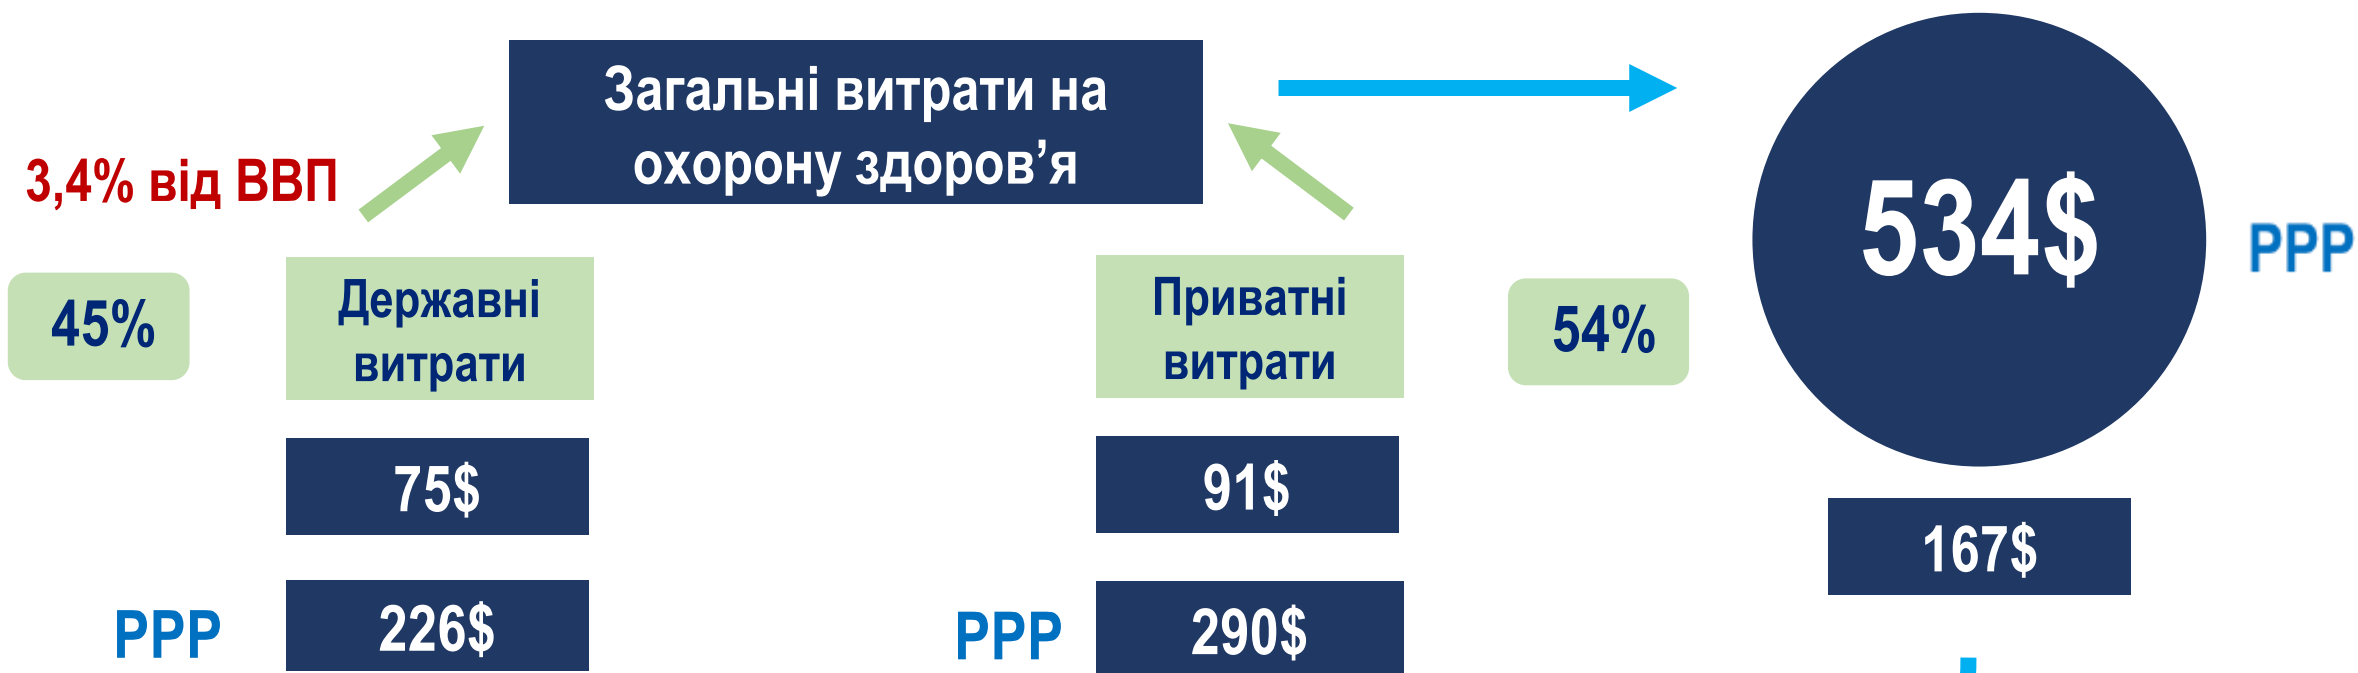 Загальні витрати на
охорону здоров’я
3,4% від ВВП
534$
PPP
45%
Державні
витрати
Приватні
витрати
54%
75$
91$
167$
PPP
226$
PPP
290$